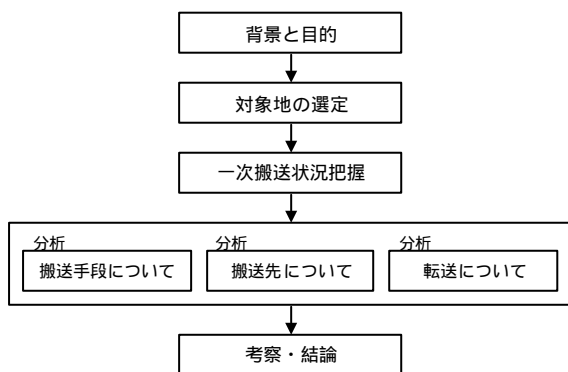 背景と目的
対象地の選定
一次搬送状況把握
分析
分析
分析
搬送手段について
搬送先について
転送について
考察・結論